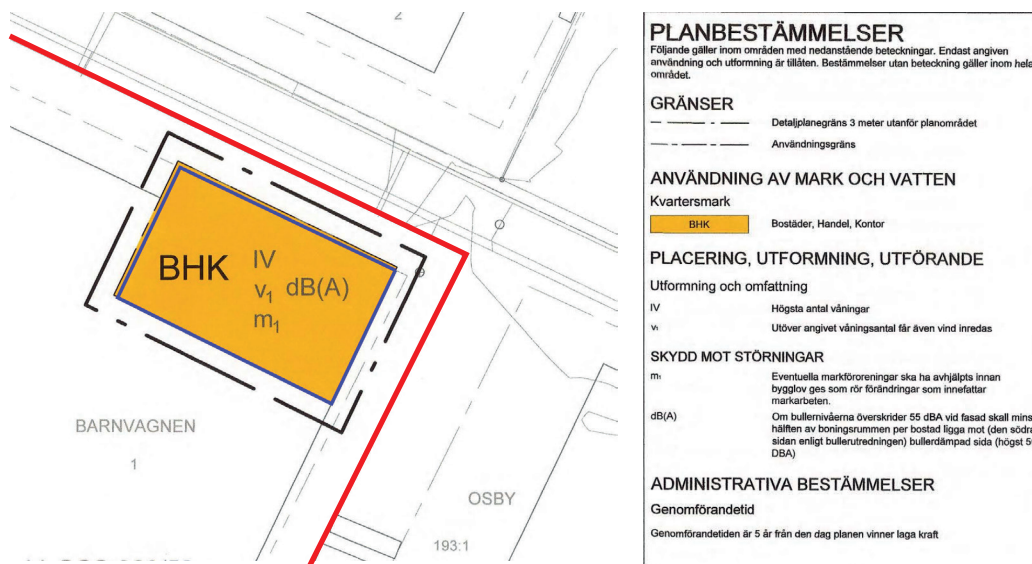 2
BHK
IV
v1 dB(A)
m1
BARNVAGNEN
1
OSBY
193:1
PLANBESTÄMMELSER
Följande gäller inom områden med nedanstående beteckningar. Endast angiven
användning och utformning är tillåten. Bestämmelser utan beteckning gäller inom hela
området.
GRÄNSER
Detaljplanegräns 3 meter utanför planområdet
Användningsgräns
ANVÄNDNING AV MARK OCH VATTEN
Kvartersmark
BHK Bostäder, Handel, Kontor
PLACERING, UTFORMNING, UTFÖRANDE
Utformning och omfattning
IV Högsta antal våningar
v1 Utöver angivet våningsantal får även vind inredas
SKYDD MOT STÖRNINGAR
m1 Eventuella markföroreningar ska ha avhjälpts innan
bygglov ges som rör förändringar som innefattar
markarbeten.
dB(A) Om bullernivåerna överskrider 55 dBA vid fasad skall mins
hälften av boningsrummen per bostad ligga mot (den södra
sidan enligt bullerutredningen) bullerdämpad sida (högst 5
DBA)
ADMINISTRATIVA BESTÄMMELSER
Genomförandetid
Genomförandetiden är 5 år från den dag planen vinner laga kraft